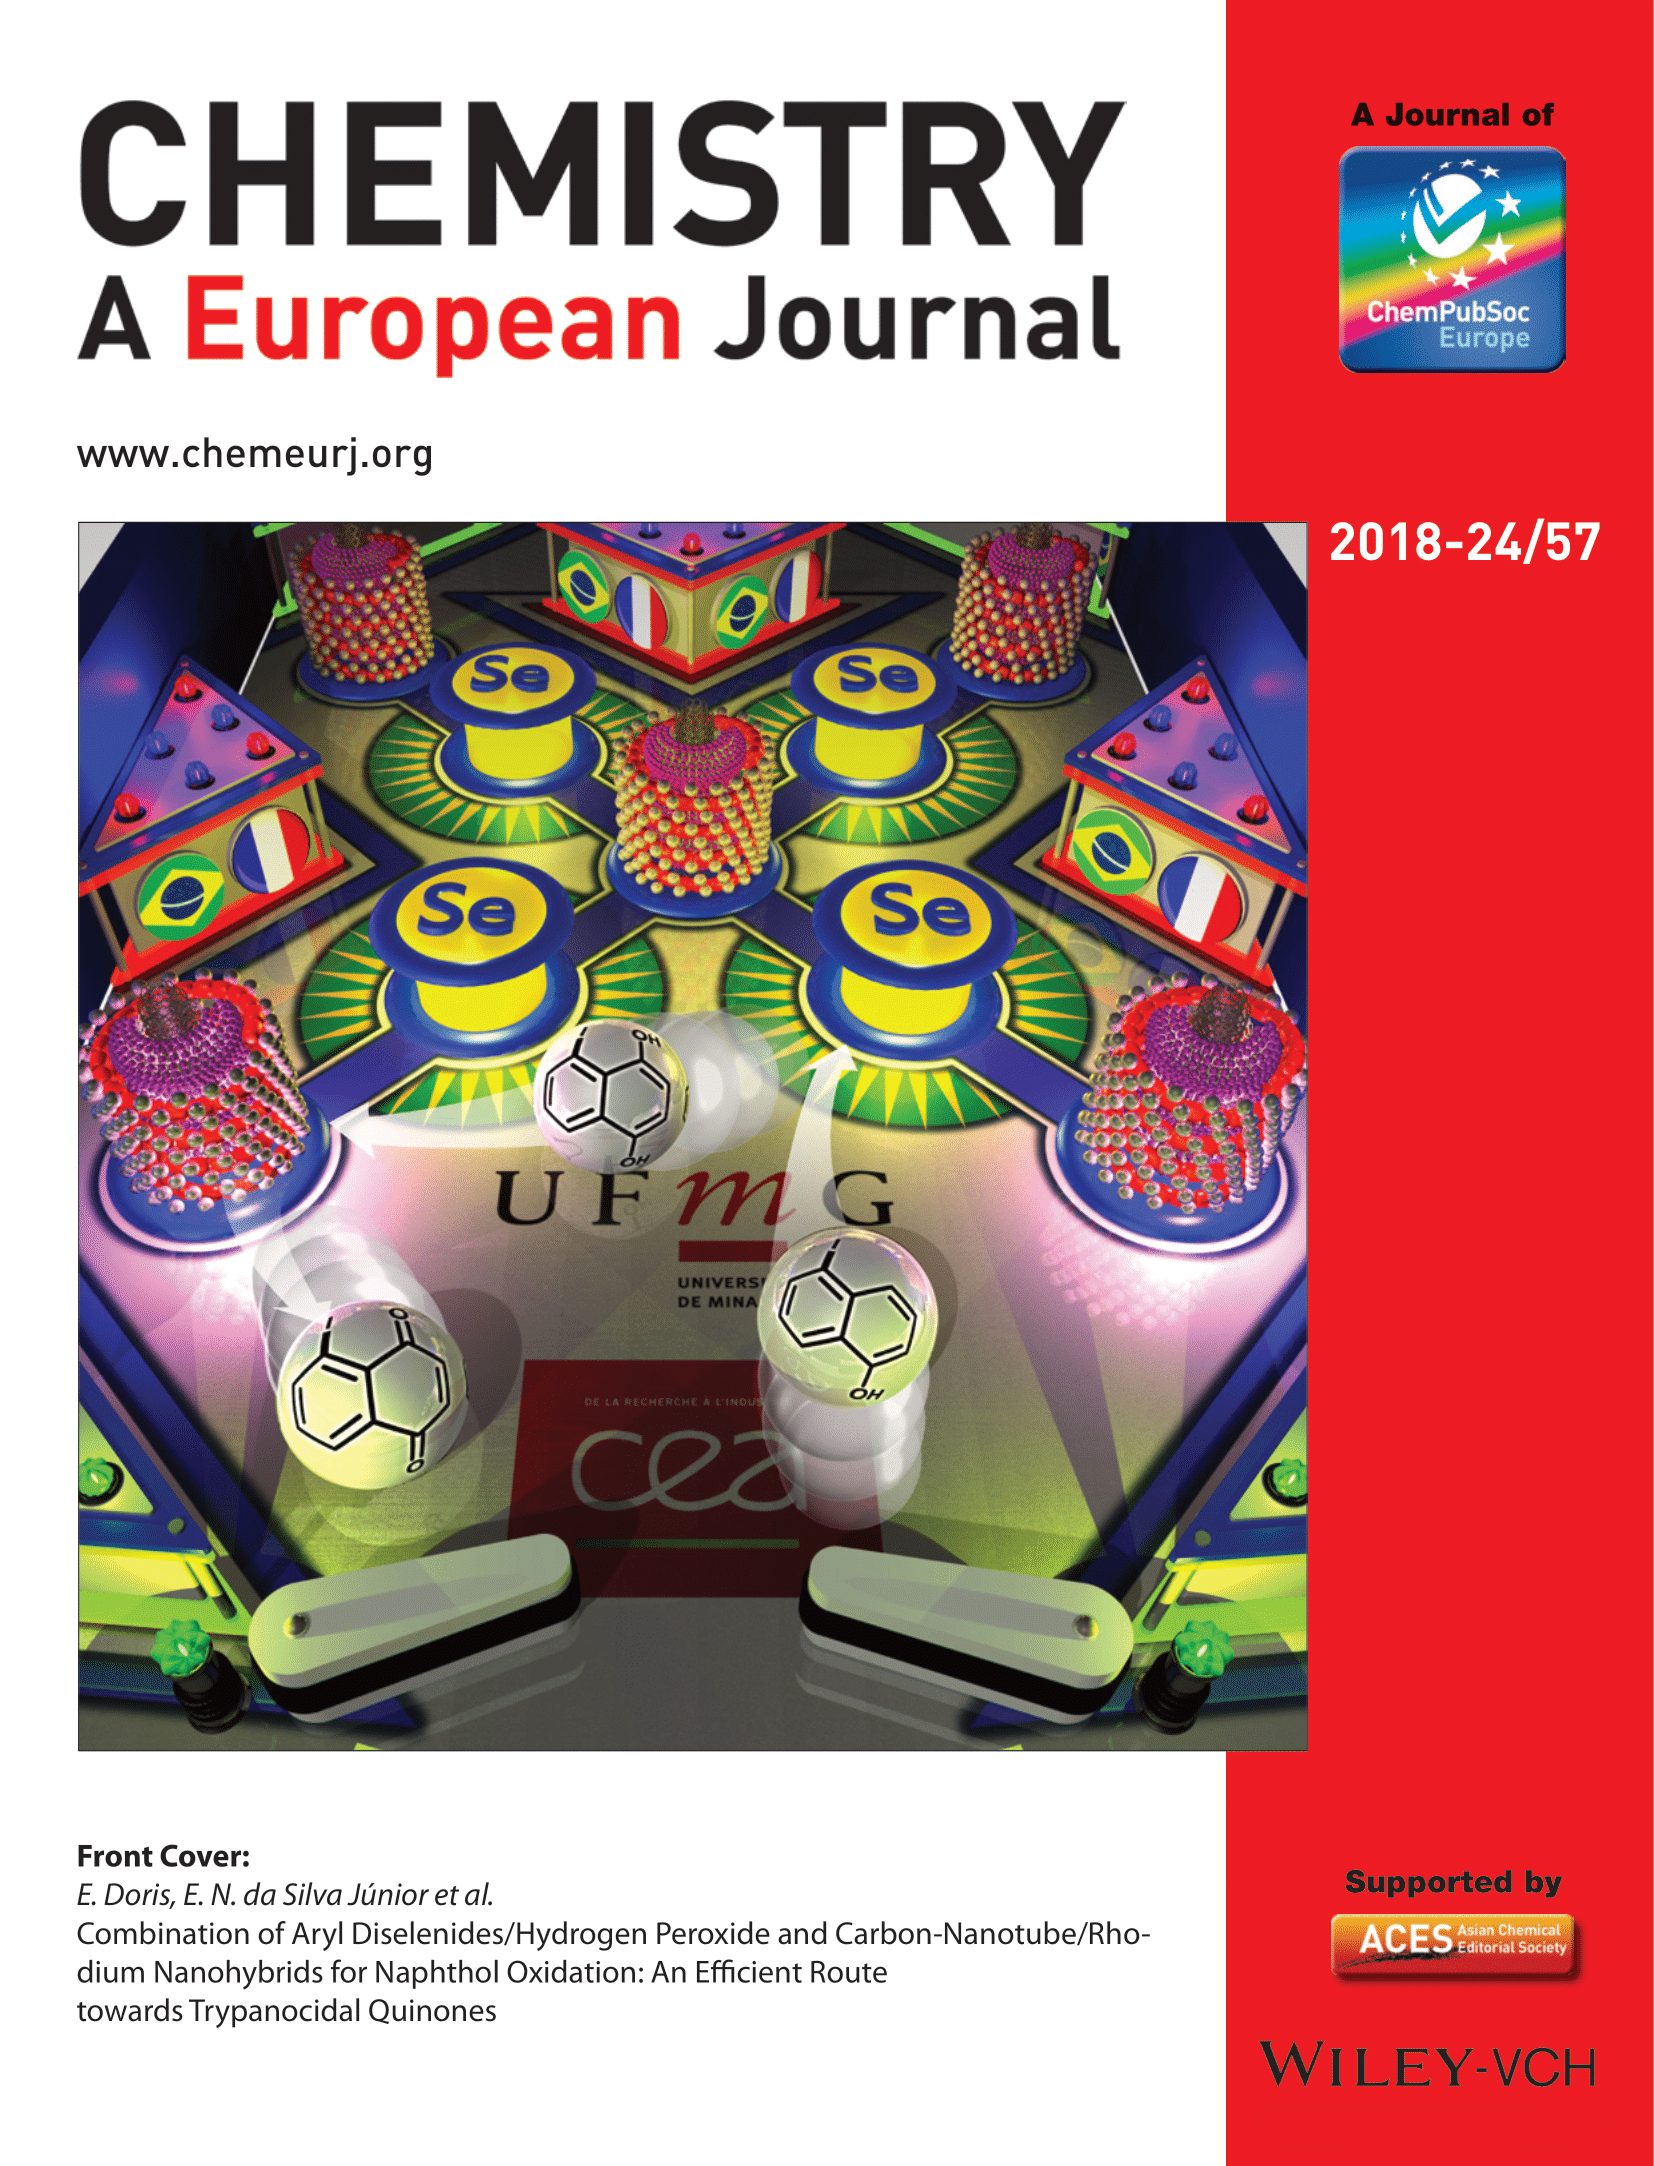 CHEMISTRY
A European Journal
www.chemeurj.org
A Journal of
ChemPubSoc
Europe
2018-24/57
Se
Se
Se
Se
OH
OH
UFmG
UNIVERSI
DE MINA
OH
O
O
DE LA RECHERCHE À L'INDUS
cea
Front Cover:
E. Doris, E. N. da Silva Júnior et al.
Combination of Aryl Diselenides/Hydrogen Peroxide and Carbon-Nanotube/Rho-
dium Nanohybrids for Naphthol Oxidation: An Efficient Route
towards Trypanocidal Quinones
Supported by
ACES Asian Chemical
Editorial Society
WILEY-VCH